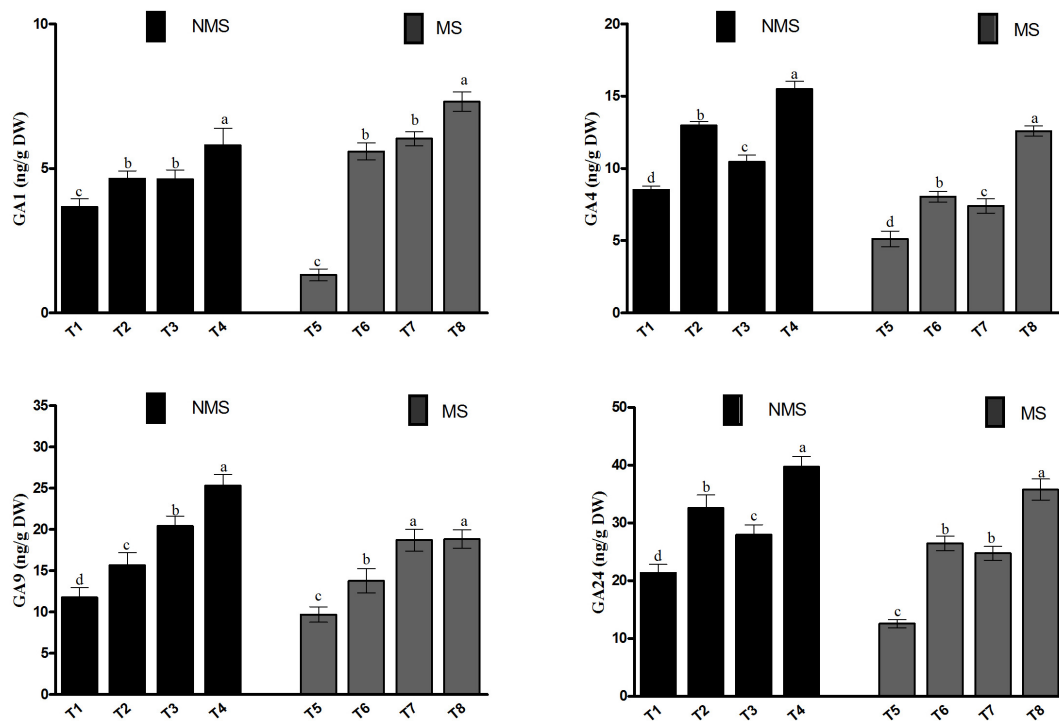 NMS MS
GA1 (ng/g DW)
10
5
0
c b b a c b b a
T1 T2 T3 T4 T5 T6 T7 T8
NMS MS
GA4 (ng/g DW)
20
15
10
5
0
d b c a d b c a
T1 T2 T3 T4 T5 T6 T7 T8
NMS MS
GA9 (ng/g DW)
35
30
25
20
15
10
5
0
d c b a c b a a
T1 T2 T3 T4 T5 T6 T7 T8
NMS MS
GA24 (ng/g DW)
50
40
30
20
10
0
d b c a c b b a
T1 T2 T3 T4 T5 T6 T7 T8